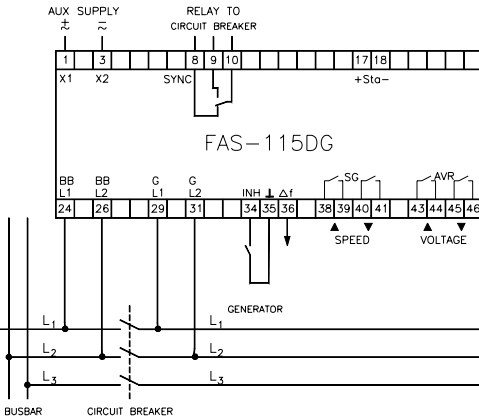 AUX SUPPLY RELAY TO
CIRCUIT BREAKER
1 3 8 9 10 17 18
X1 X2 SYNC +Sta-
FAS-115DG
BB BB G G SG AVR
L1 L2 L1 L2 INH ⊥ Δf
24 26 29 31 34 35 36 38 39 40 41 43 44 45 46
SPEED VOLTAGE
GENERATOR
L1 L1
L2 L2
L3 L3
BUSBAR CIRCUIT BREAKER